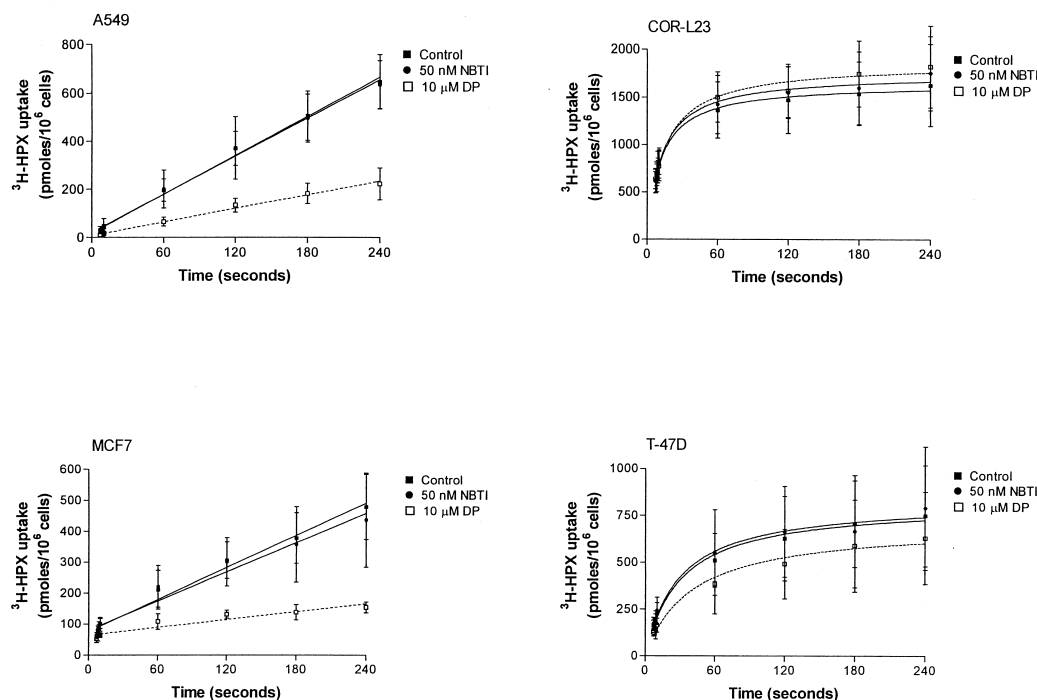 A549
800
600
400
200
0
0 60 120 180 240
Time (seconds)
³H-HPX uptake
(pmoles/10⁶ cells)
Control
50 nM NBTI
10 µM DP
COR-L23
2000
1500
1000
500
0
0 60 120 180 240
Time (seconds)
³H-HPX uptake
(pmoles/10⁶ cells)
Control
50 nM NBTI
10 µM DP
MCF7
600
500
400
300
200
100
0
0 60 120 180 240
Time (seconds)
³H-HPX uptake
(pmoles/10⁶ cells)
Control
50 nM NBTI
10 µM DP
T-47D
1000
750
500
250
0
0 60 120 180 240
Time (seconds)
³H-HPX uptake
(pmoles/10⁶ cells)
Control
50 nM NBTI
10 µM DP